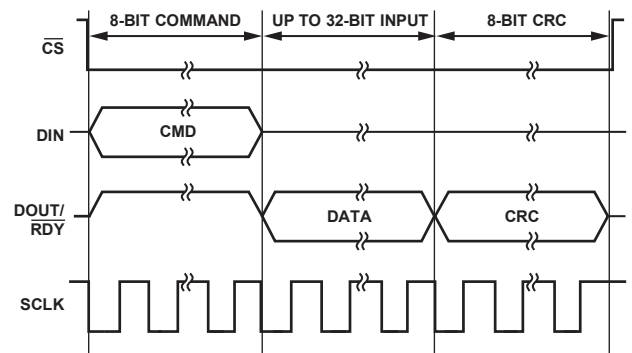 8-BIT COMMAND
UP TO 32-BIT INPUT
8-BIT CRC
CS
DIN
CMD
DOUT/
RDY
DATA
CRC
SCLK